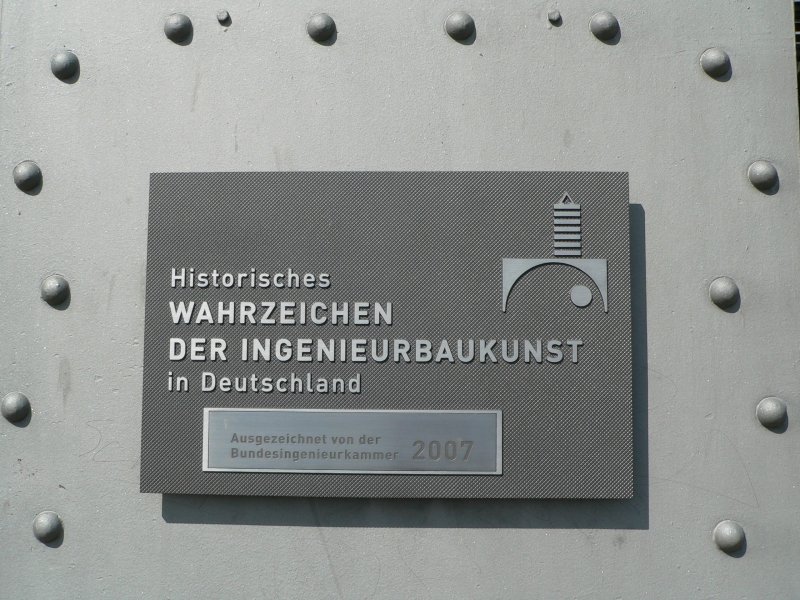 Historisches
WAHRZEICHEN
DER INGENIEURBAUKUNST
in Deutschland
Ausgezeichnet von der
Bundesingenieurkammer 2007